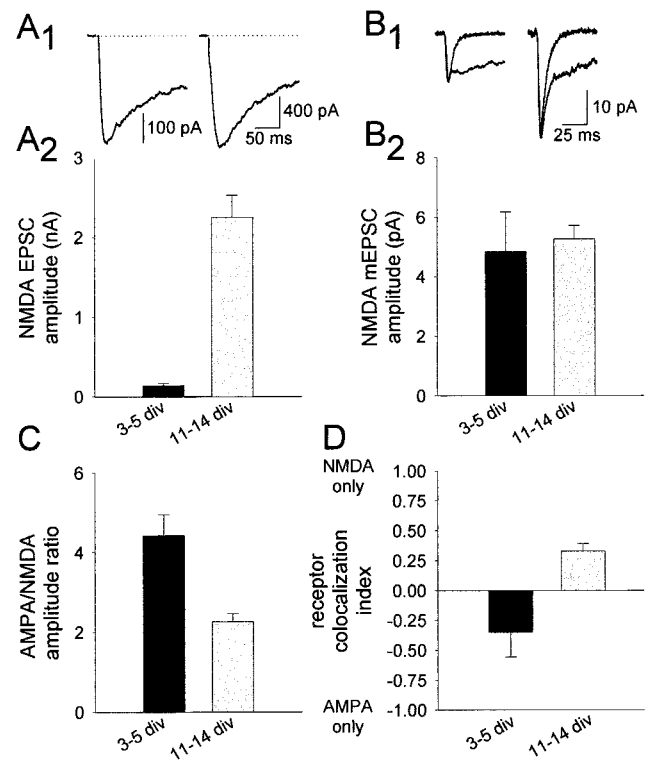 A1
100 pA
400 pA
50 ms
B1
10 pA
25 ms
A2
NMDA EPSC
amplitude (nA)
3
2
1
0
3-5 div
11-14 div
B2
NMDA mEPSC
amplitude (pA)
8
6
4
2
0
3-5 div
11-14 div
C
AMPA/NMDA
amplitude ratio
6
4
2
0
3-5 div
11-14 div
D
NMDA
only
receptor
colocalization
index
1.00
0.75
0.50
0.25
0.00
-0.25
-0.50
-0.75
-1.00
AMPA
only
3-5 div
11-14 div